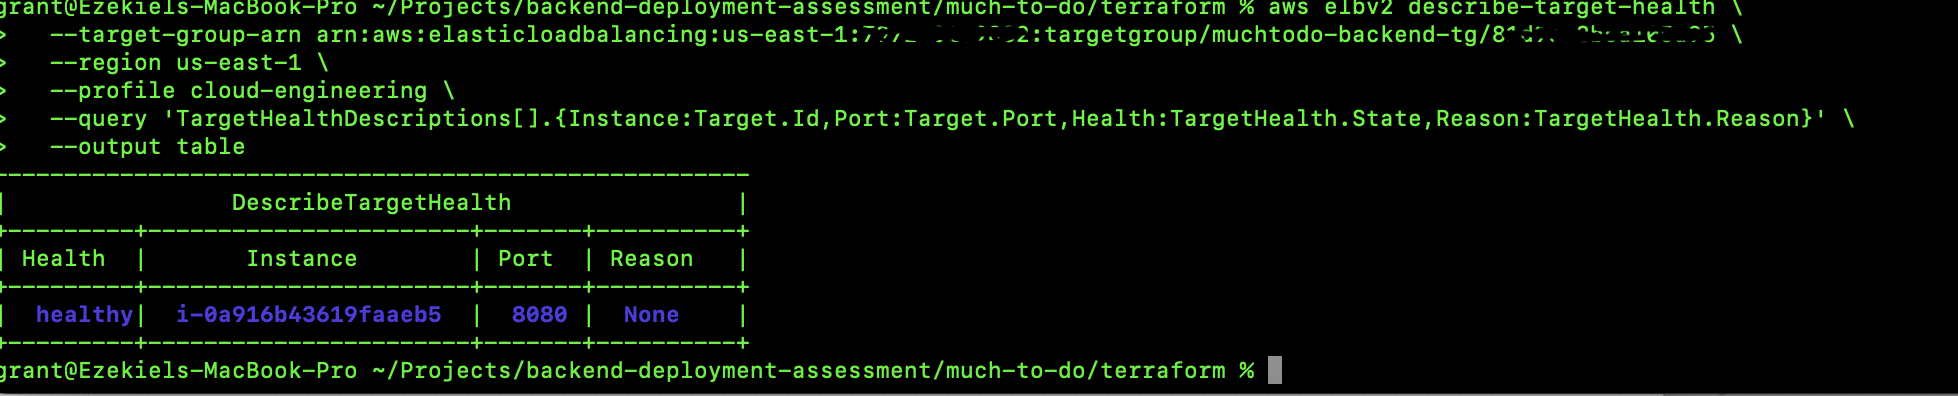 grant@Ezekiels-MacBook-Pro ~/Projects/backend-deployment-assessment/much-to-do/terraform % aws elbv2 describe-target-health \
>   --target-group-arn arn:aws:elasticloadbalancing:us-east-1: :targetgroup/muchtodo-backend-tg/ \
>   --region us-east-1 \
>   --profile cloud-engineering \
>   --query 'TargetHealthDescriptions[].{Instance:Target.Id,Port:Target.Port,Health:TargetHealth.State,Reason:TargetHealth.Reason}' \
>   --output table
------------------------------------------------------
|                DescribeTargetHealth                |
+---------+-----------------------+-------+----------+
| Health  |       Instance        | Port  | Reason   |
+---------+-----------------------+-------+----------+
|  healthy|  i-0a916b43619faaeb5  |  8080 |  None    |
+---------+-----------------------+-------+----------+
grant@Ezekiels-MacBook-Pro ~/Projects/backend-deployment-assessment/much-to-do/terraform %